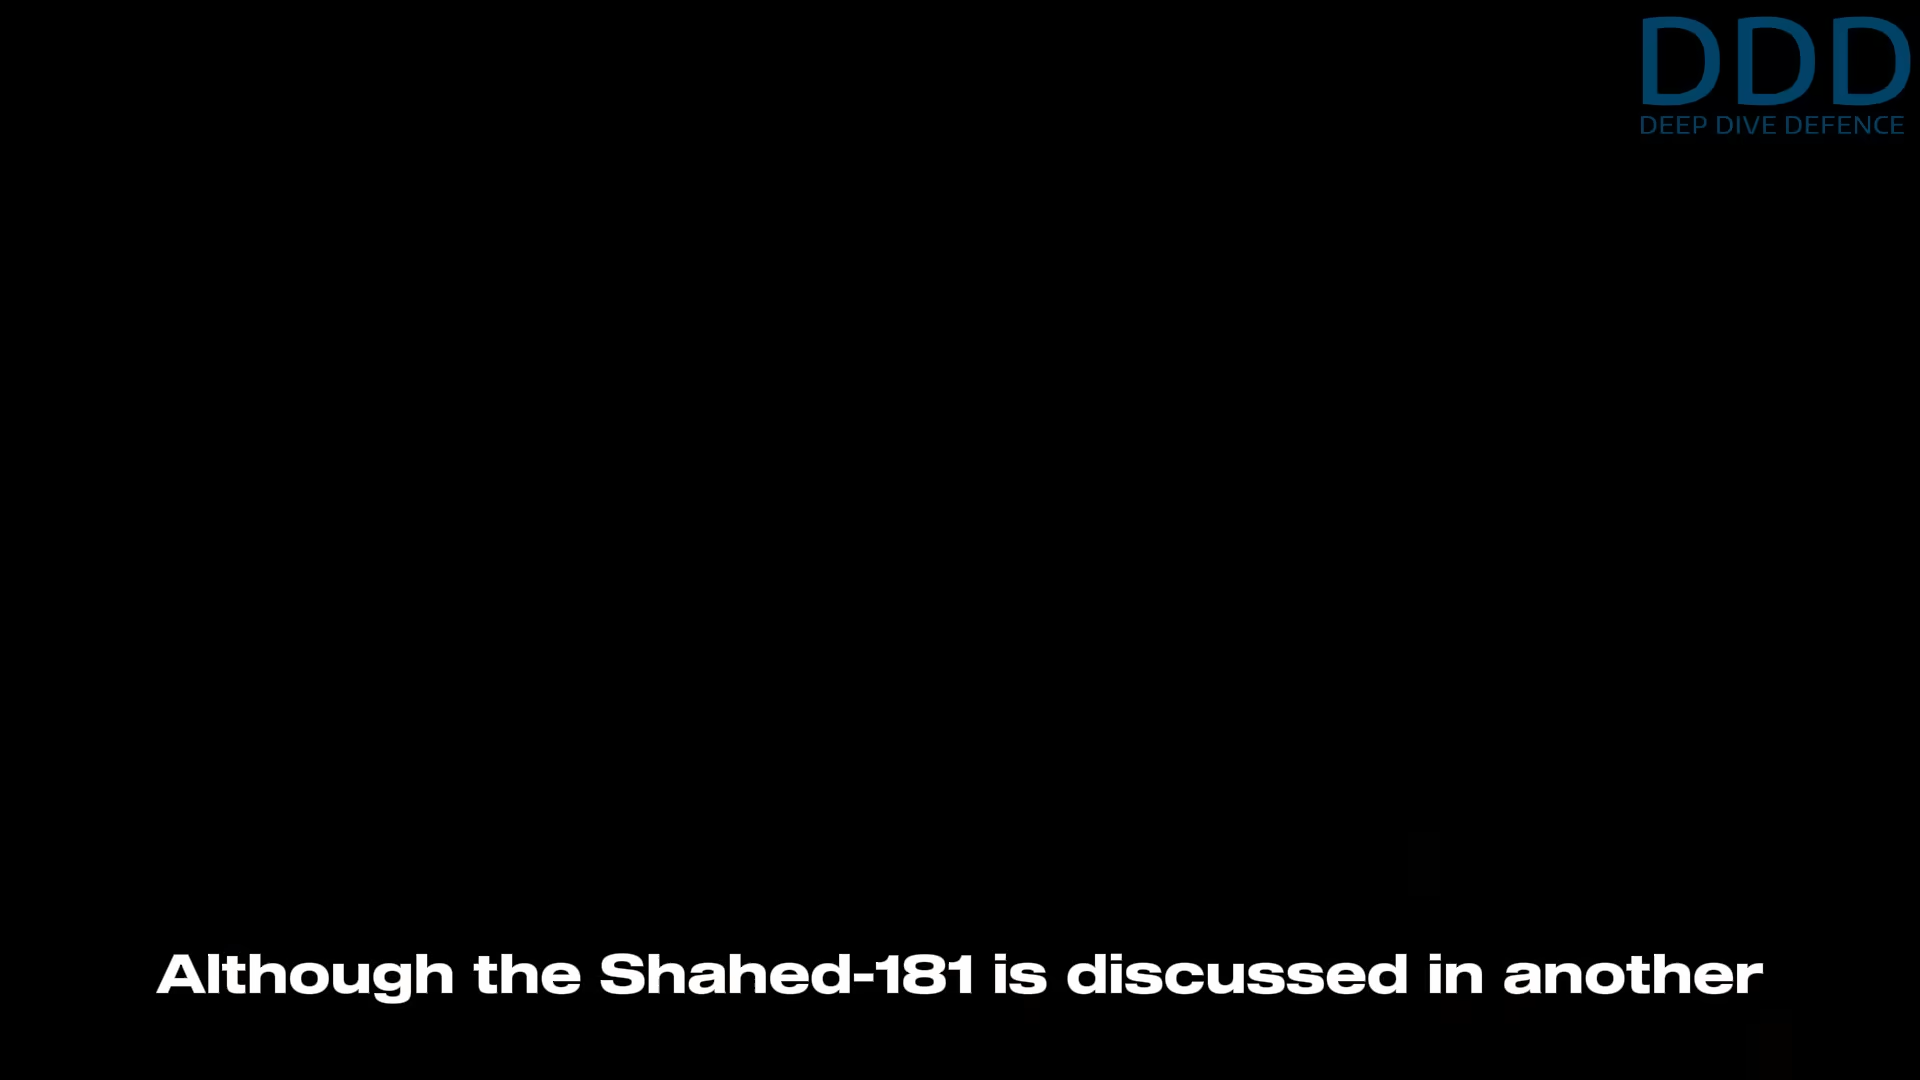 DDD
DEEP DIVE DEFENCE
Although the Shahed-181 is discussed in another